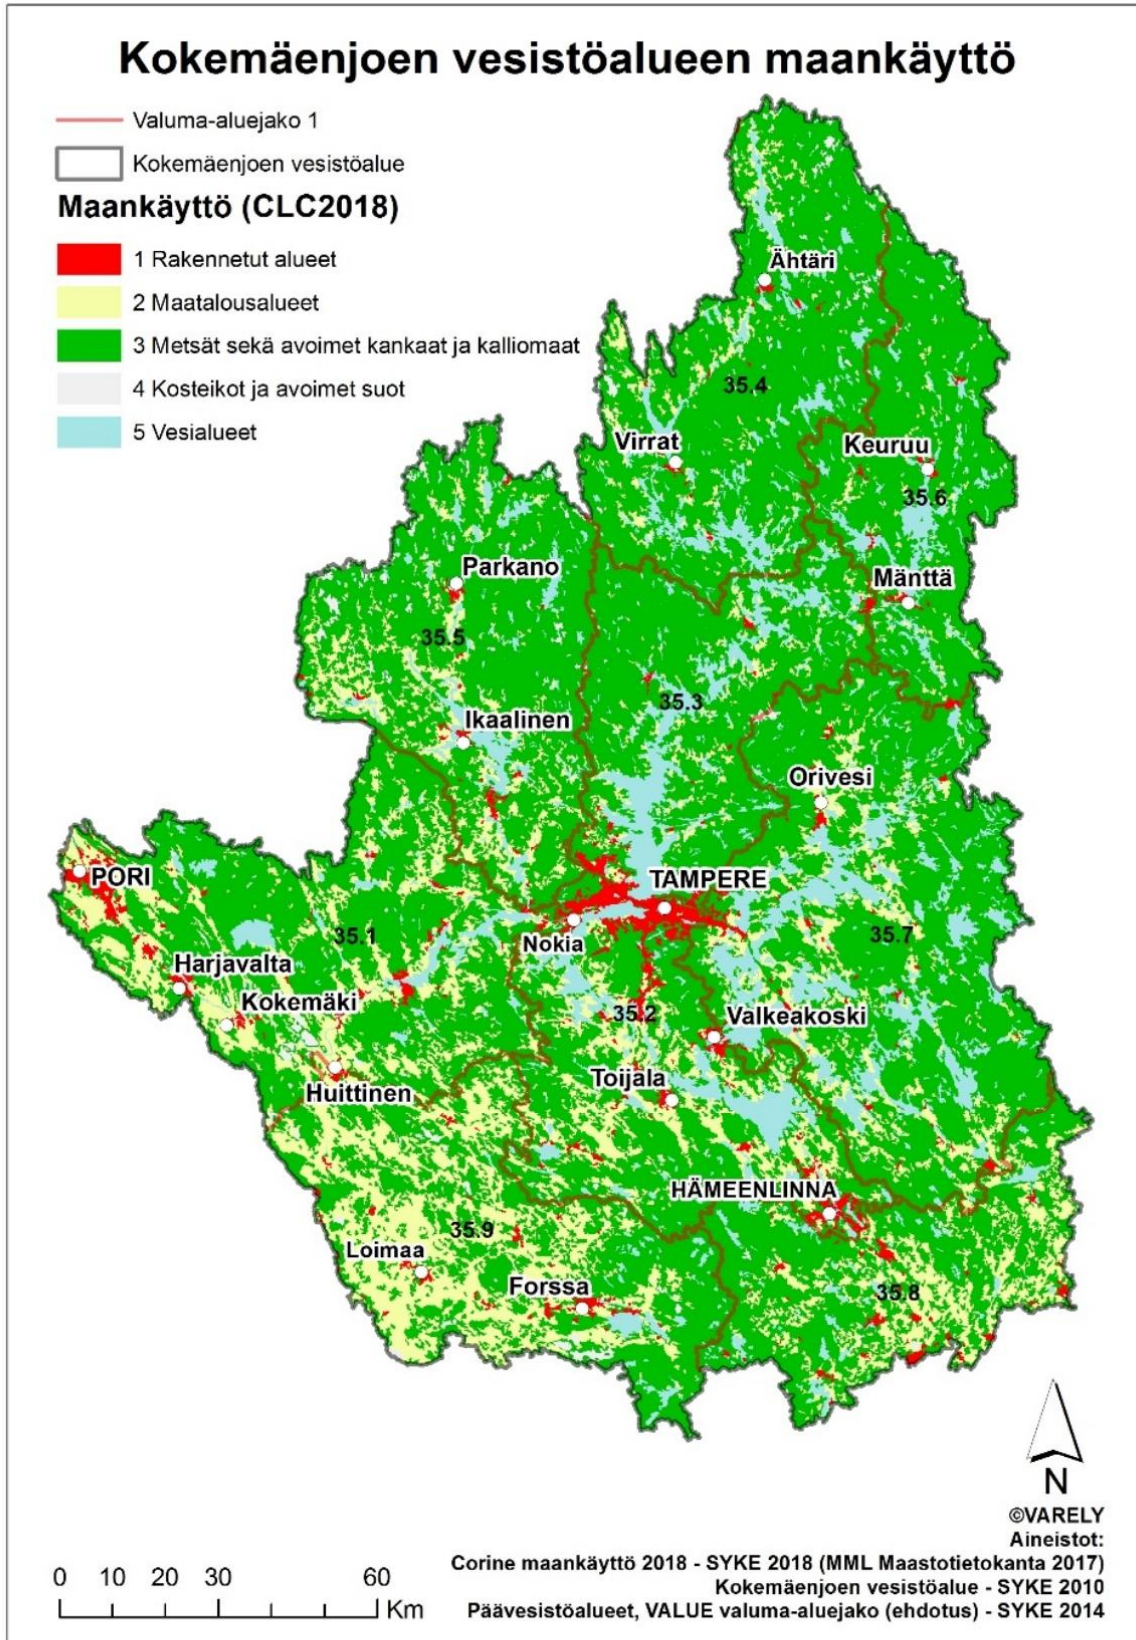 Kokemäenjoen vesistöalueen maankäyttö
Valuma-aluejako 1
Kokemäenjoen vesistöalue
Maankäyttö (CLC2018)
1 Rakennetut alueet
2 Maatalousalueet
3 Metsät sekä avoimet kankaat ja kalliomaat
4 Kosteikot ja avoimet suot
5 Vesialueet
Ähtäri
35.4
Virrat
Keuruu
35.6
Parkano
Mänttä
35.5
35.3
Ikaalinen
Orivesi
PORI
TAMPERE
35.1
Nokia
35.7
Harjavalta
Kokemäki
35.2
Valkeakoski
Huittinen
Toijala
HÄMEENLINNA
35.9
Loimaa
Forssa
35.8
N
©VARELY
Aineistot:
Corine maankäyttö 2018 - SYKE 2018 (MML Maastotietokanta 2017)
Kokemäenjoen vesistöalue - SYKE 2010
Päävesistöalueet, VALUE valuma-aluejako (ehdotus) - SYKE 2014
0 10 20 30 60
Km